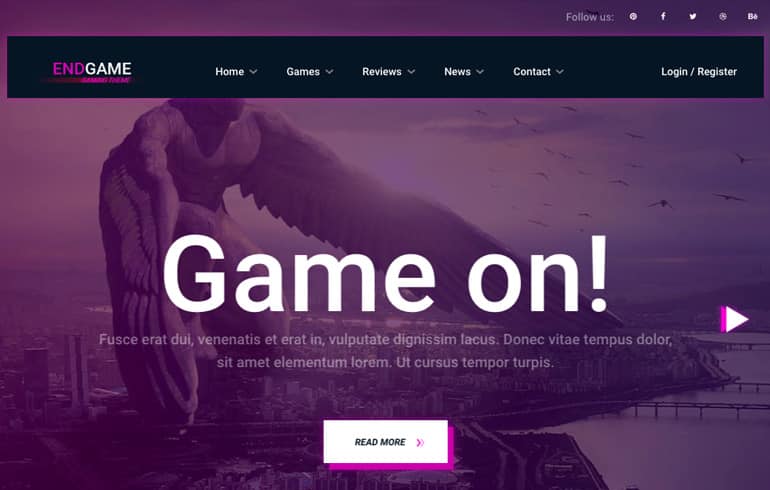 Follow us:
Bē
ENDGAME
GAMING THEME
Home
Games
Reviews
News
Contact
Login / Register
Game on!
Fusce erat dui, venenatis et erat in, vulputate dignissim lacus. Donec vitae tempus dolor,
sit amet elementum lorem. Ut cursus tempor turpis.
READ MORE